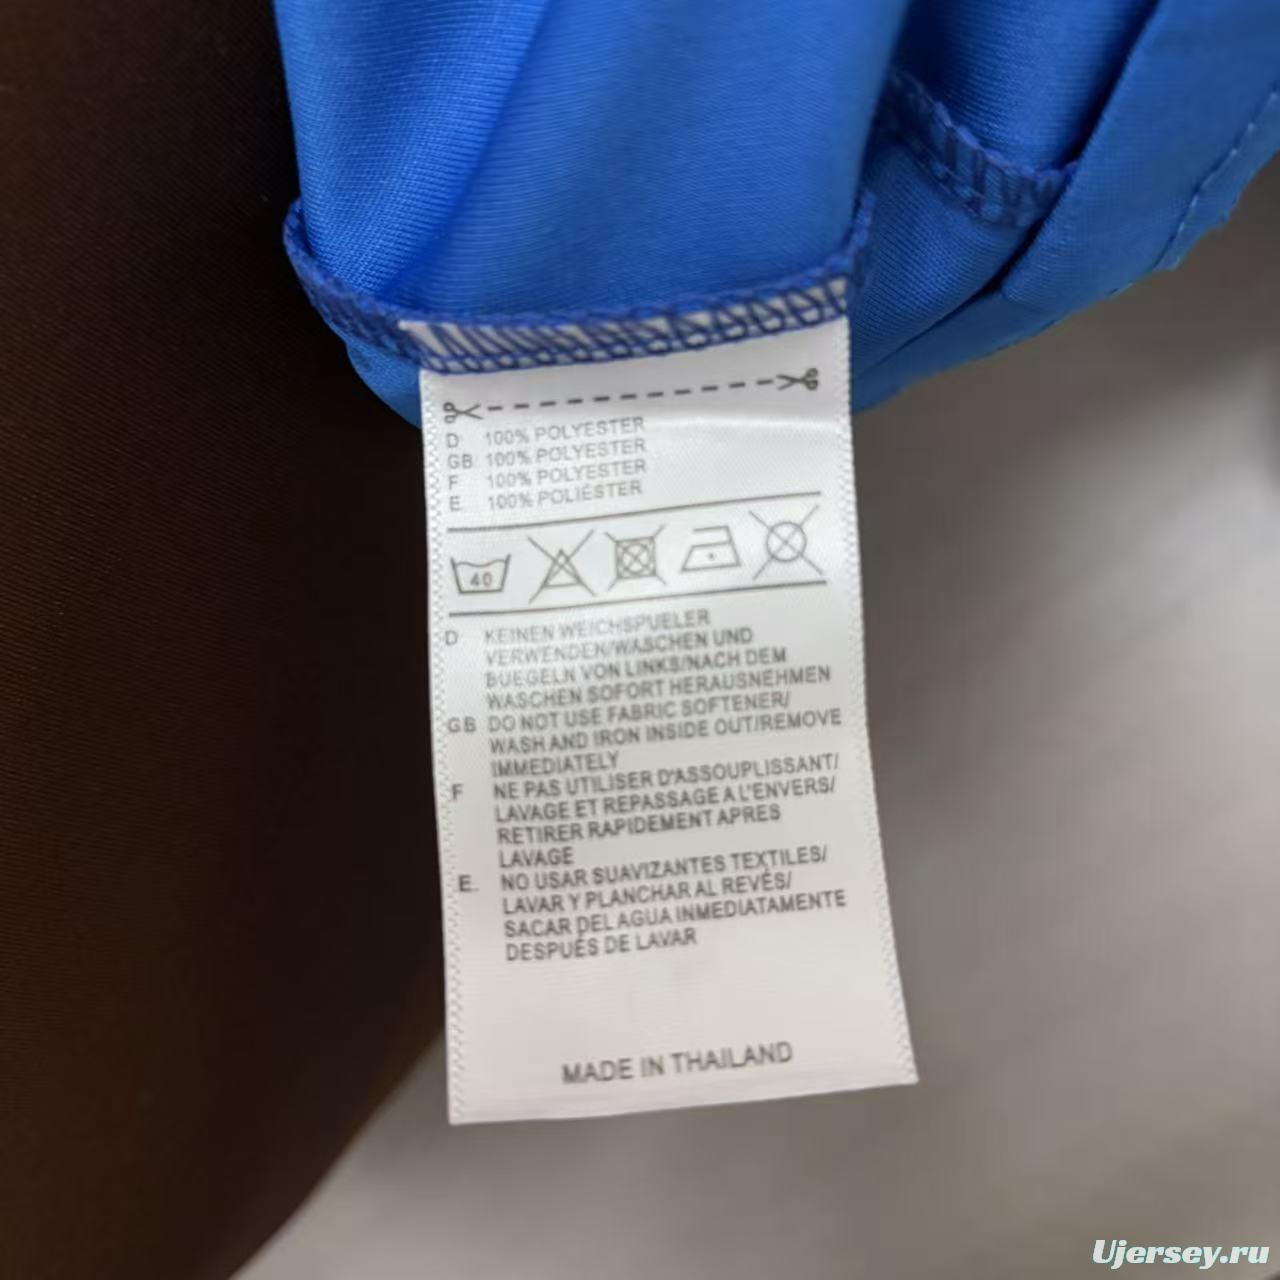 D 100% POLYESTER
GB 100% POLYESTER
F 100% POLYESTER
E 100% POLIÉSTER
40
D KEINEN WEICHSPUELER
VERWENDEN/WASCHEN UND
BUEGELN VON LINKS/NACH DEM
WASCHEN SOFORT HERAUSNEHMEN
GB DO NOT USE FABRIC SOFTENER/
WASH AND IRON INSIDE OUT/REMOVE
IMMEDIATELY
F NE PAS UTILISER D'ASSOUPLISSANT/
LAVAGE ET REPASSAGE A L'ENVERS/
RETIRER RAPIDEMENT APRES
LAVAGE
E. NO USAR SUAVIZANTES TEXTILES/
LAVAR Y PLANCHAR AL REVÉS/
SACAR DEL AGUA INMEDIATAMENTE
DESPUÉS DE LAVAR
MADE IN THAILAND
Ujersey.ru